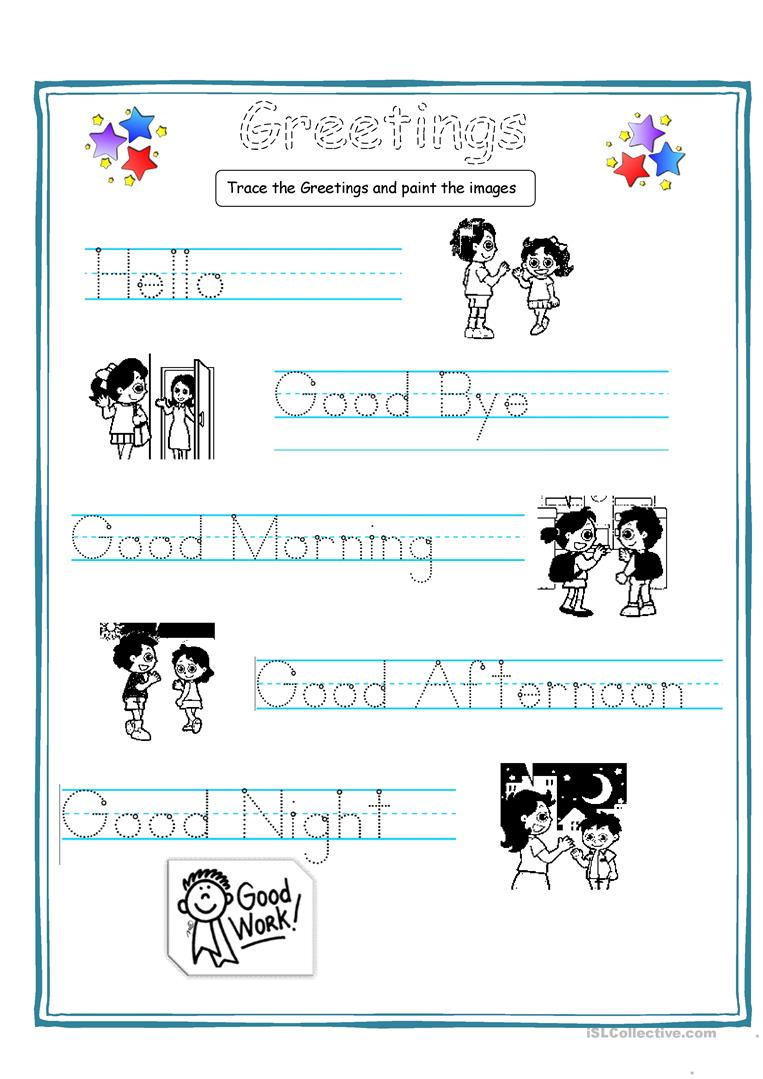 Greetings
Trace the Greetings and paint the images
Hello
Good Bye
Good Morning
Good Afternoon
Good Night
Good
Work!
iSLCollective.com